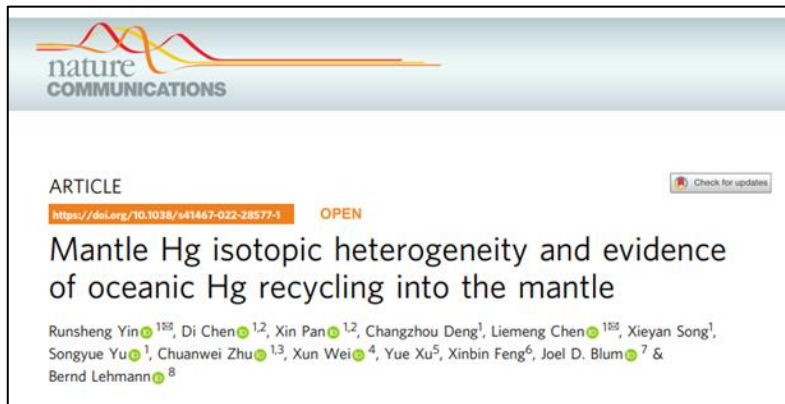 nature
COMMUNICATIONS
ARTICLE
Check for updates
https://doi.org/10.1038/s41467-022-28577-1 OPEN
Mantle Hg isotopic heterogeneity and evidence
of oceanic Hg recycling into the mantle
Runsheng Yin 1✉, Di Chen 1,2, Xin Pan 1,2, Changzhou Deng1, Liemeng Chen 1✉, Xieyan Song1,
Songyue Yu 1, Chuanwei Zhu 1,3, Xun Wei 4, Yue Xu5, Xinbin Feng6, Joel D. Blum 7 &
Bernd Lehmann 8